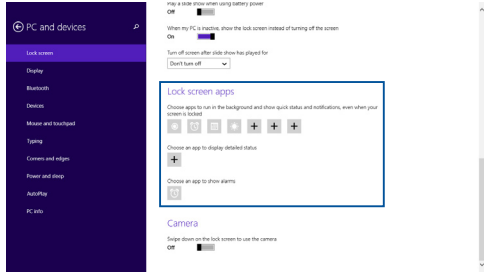 Play a slide show when using battery power
Off
PC and devices
When my PC is inactive, show the lock screen instead of turning off the screen
On
Lock screen
Turn off screen after slide show has played for
Don't turn off
Display
Bluetooth
Devices
Mouse and touchpad
Typing
Corners and edges
Power and sleep
AutoPlay
PC info
Lock screen apps
Choose apps to run in the background and show quick status and notifications, even when your
screen is locked
Choose an app to display detailed status
Choose an app to show alarms
Camera
Swipe down on the lock screen to use the camera
Off